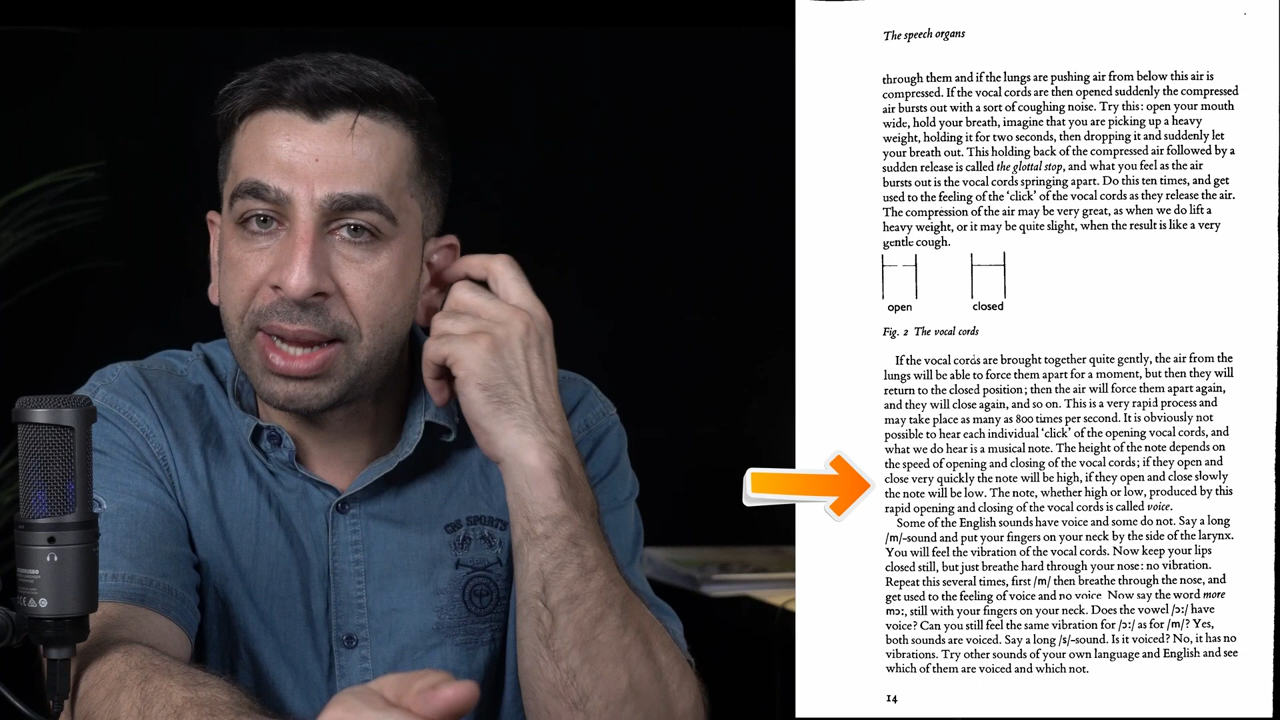 The speech organs
through them and if the lungs are pushing air from below this air is
compressed. If the vocal cords are then opened suddenly the compressed
air bursts out with a sort of coughing noise. Try this: open your mouth
wide, hold your breath, imagine that you are picking up a heavy
weight, holding it for two seconds, then dropping it and suddenly let
your breath out. This holding back of the compressed air followed by a
sudden release is called the glottal stop, and what you feel as the air
bursts out is the vocal cords springing apart. Do this ten times, and get
used to the feeling of the ‘click’ of the vocal cords as they release the air.
The compression of the air may be very great, as when we do lift a
heavy weight, or it may be quite slight, when the result is like a very
gentle cough.
open closed
Fig. 2 The vocal cords
If the vocal cords are brought together quite gently, the air from the
lungs will be able to force them apart for a moment, but then they will
return to the closed position; then the air will force them apart again,
and they will close again, and so on. This is a very rapid process and
may take place as many as 800 times per second. It is obviously not
possible to hear each individual ‘click’ of the opening vocal cords, and
what we do hear is a musical note. The height of the note depends on
the speed of opening and closing of the vocal cords; if they open and
close very quickly the note will be high, if they open and close slowly
the note will be low. The note, whether high or low, produced by this
rapid opening and closing of the vocal cords is called voice.
Some of the English sounds have voice and some do not. Say a long
/m/-sound and put your fingers on your neck by the side of the larynx.
You will feel the vibration of the vocal cords. Now keep your lips
closed still, but just breathe hard through your nose: no vibration.
Repeat this several times, first /m/ then breathe through the nose, and
get used to the feeling of voice and no voice Now say the word more
mɔː, still with your fingers on your neck. Does the vowel /ɔː/ have
voice? Can you still feel the same vibration for /ɔː/ as for /m/? Yes,
both sounds are voiced. Say a long /s/-sound. Is it voiced? No, it has no
vibrations. Try other sounds of your own language and English and see
which of them are voiced and which not.
14
CRS SPORTS